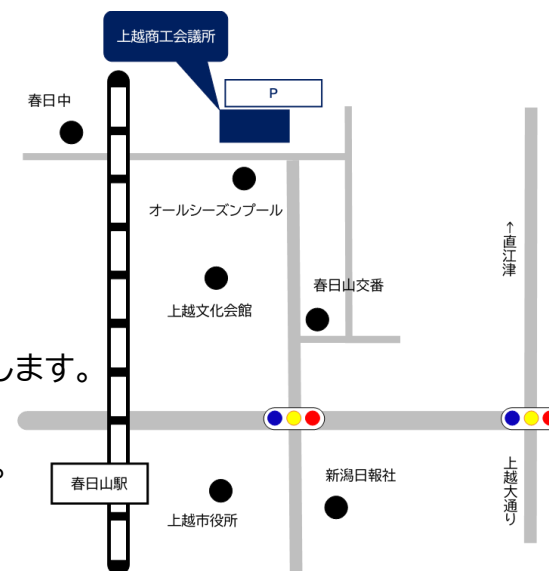 上越商工会議所
P
春日中
オールシーズンプール
↑直江津
春日山交番
上越文化会館
します。
。
春日山駅
新潟日報社
上越大通り
上越市役所